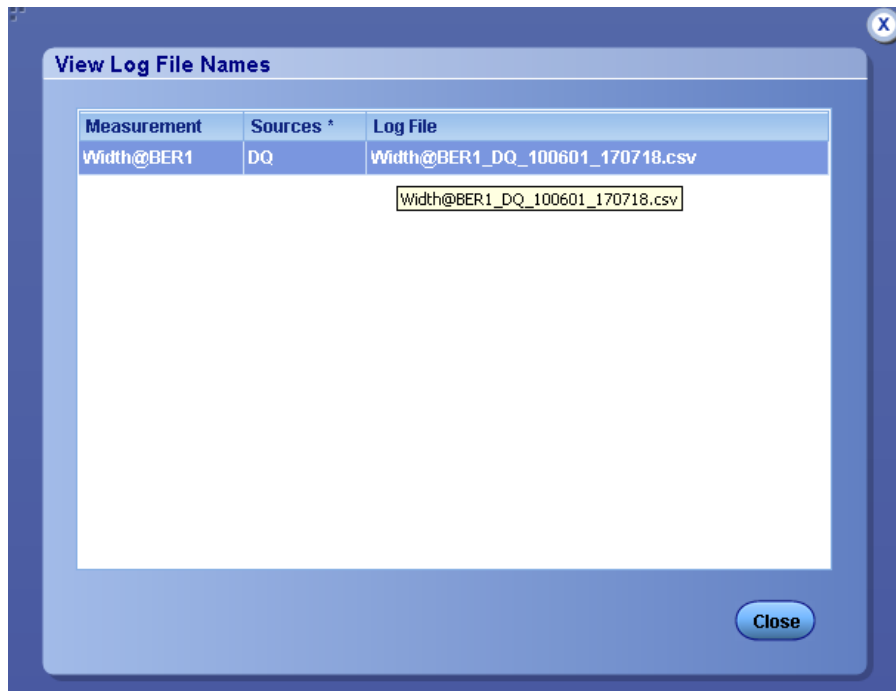 X
View Log File Names
Measurement Sources * Log File
Width@BER1 DQ Width@BER1_DQ_100601_170718.csv
Width@BER1_DQ_100601_170718.csv
Close